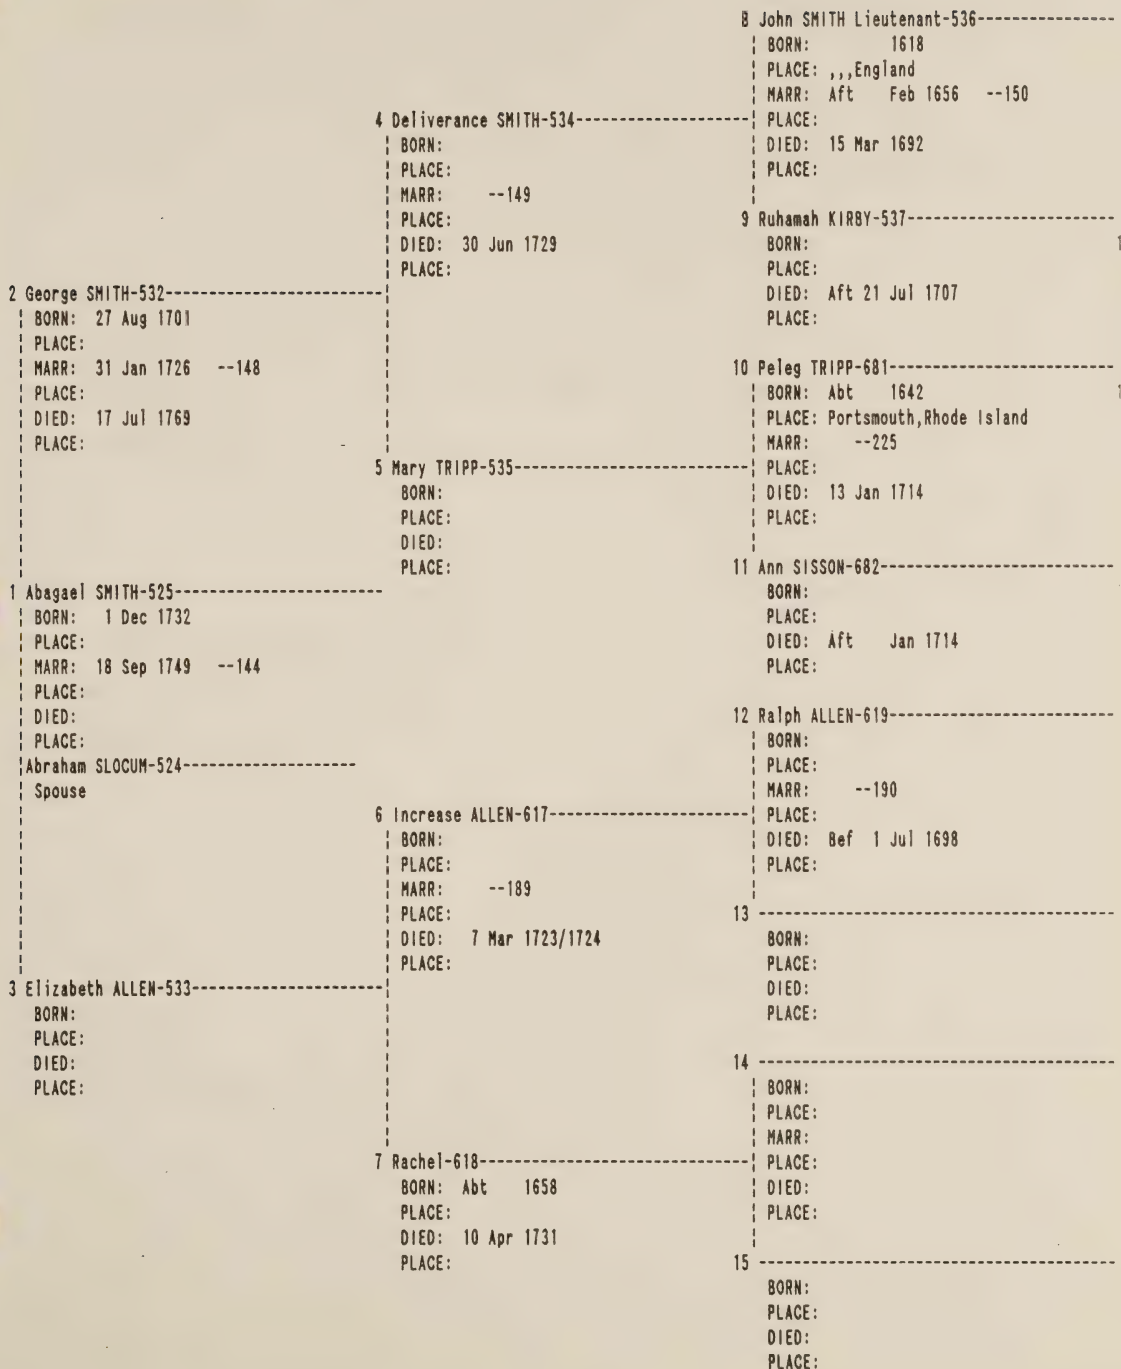 8 John SMITH Lieutenant-536----------------
BORN: 1618
PLACE: ,,,England
MARR: Aft Feb 1656 --150
PLACE:
DIED: 15 Mar 1692
PLACE:
4 Deliverance SMITH-534--------------------
BORN:
PLACE:
MARR: --149
PLACE:
DIED: 30 Jun 1729
PLACE:
9 Ruhamah KIRBY-537------------------------
BORN:
PLACE:
DIED: Aft 21 Jul 1707
PLACE:
1
2 George SMITH-532-------------------------
BORN: 27 Aug 1701
PLACE:
MARR: 31 Jan 1726 --148
PLACE:
DIED: 17 Jul 1769
PLACE:
10 Peleg TRIPP-681--------------------------
BORN: Abt 1642
PLACE: Portsmouth,Rhode Island
MARR: --225
PLACE:
DIED: 13 Jan 1714
PLACE:
1
5 Mary TRIPP-535---------------------------
BORN:
PLACE:
DIED:
PLACE:
11 Ann SISSON-682---------------------------
BORN:
PLACE:
DIED: Aft Jan 1714
PLACE:
1 Abagael SMITH-525------------------------
BORN: 1 Dec 1732
PLACE:
MARR: 18 Sep 1749 --144
PLACE:
DIED:
PLACE:
Abraham SLOCUM-524--------------------
Spouse
12 Ralph ALLEN-619--------------------------
BORN:
PLACE:
MARR: --190
PLACE:
DIED: Bef 1 Jul 1698
PLACE:
6 Increase ALLEN-617-----------------------
BORN:
PLACE:
MARR: --189
PLACE:
DIED: 7 Mar 1723/1724
PLACE:
13 -----------------------------------------
BORN:
PLACE:
DIED:
PLACE:
3 Elizabeth ALLEN-533----------------------
BORN:
PLACE:
DIED:
PLACE:
14 -----------------------------------------
BORN:
PLACE:
MARR:
PLACE:
DIED:
PLACE:
7 Rachel-618-------------------------------
BORN: Abt 1658
PLACE:
DIED: 10 Apr 1731
PLACE:
15 -----------------------------------------
BORN:
PLACE:
DIED:
PLACE: